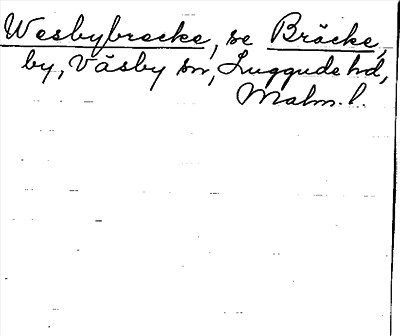 Wesbybrecke, se Bräcke,
by, Väsby sn, Luggude hd,
Malm. l.